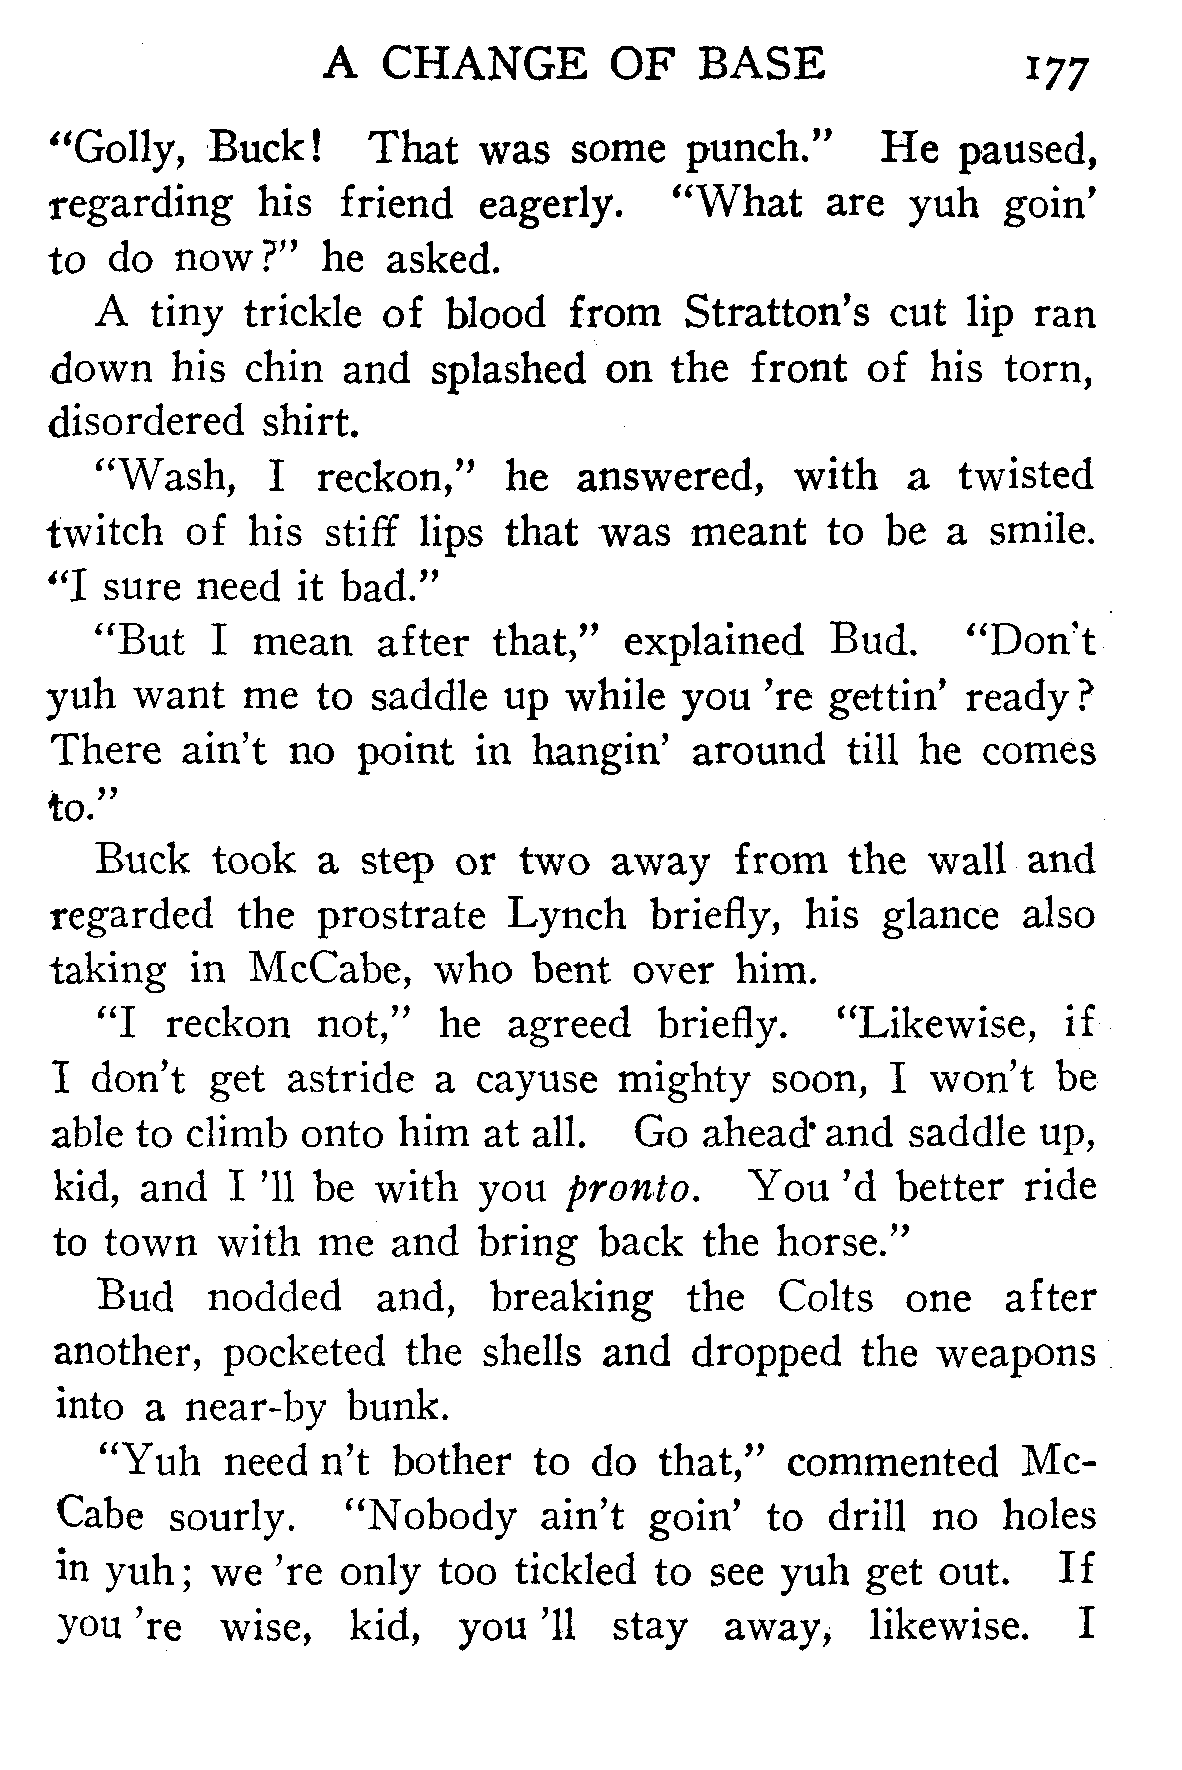 A CHANGE OF BASE 177
"Golly, Buck! That was some punch." He paused,
regarding his friend eagerly. "What are yuh goin'
to do now?" he asked.
A tiny trickle of blood from Stratton's cut lip ran
down his chin and splashed on the front of his torn,
disordered shirt.
"Wash, I reckon," he answered, with a twisted
twitch of his stiff lips that was meant to be a smile.
"I sure need it bad."
"But I mean after that," explained Bud. "Don't
yuh want me to saddle up while you 're gettin' ready?
There ain't no point in hangin' around till he comes
to."
Buck took a step or two away from the wall and
regarded the prostrate Lynch briefly, his glance also
taking in McCabe, who bent over him.
"I reckon not," he agreed briefly. "Likewise, if
I don't get astride a cayuse mighty soon, I won't be
able to climb onto him at all. Go ahead and saddle up,
kid, and I 'll be with you pronto. You 'd better ride
to town with me and bring back the horse."
Bud nodded and, breaking the Colts one after
another, pocketed the shells and dropped the weapons
into a near-by bunk.
"Yuh need n't bother to do that," commented Mc-
Cabe sourly. "Nobody ain't goin' to drill no holes
in yuh; we 're only too tickled to see yuh get out. If
you 're wise, kid, you 'll stay away, likewise. I